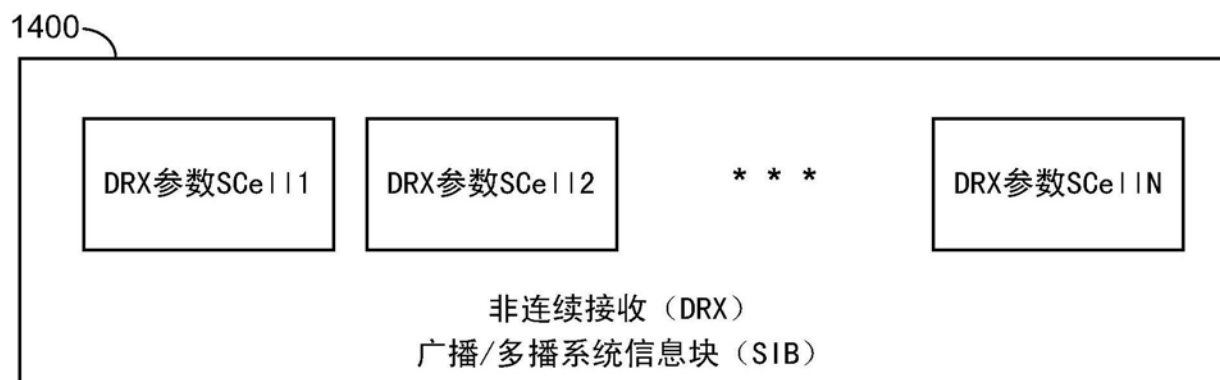 1400
DRX参数SCell1
DRX参数SCell2
* * *
DRX参数SCellN
非连续接收（DRX）
广播/多播系统信息块（SIB）